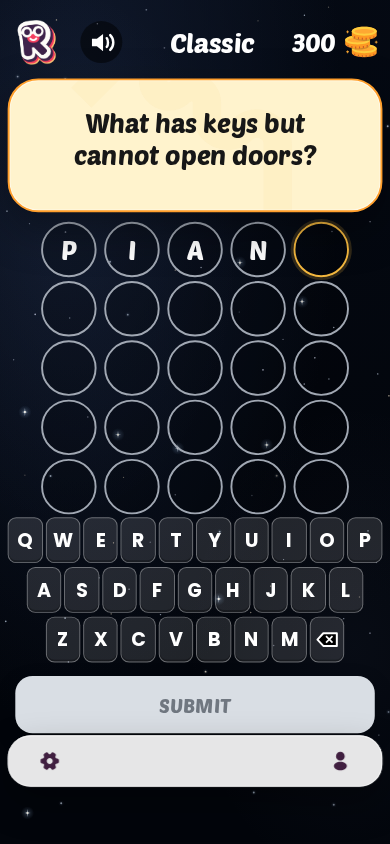 Classic 300
What has keys but
cannot open doors?
P I A N
Q W E R T Y U I O P
A S D F G H J K L
Z X C V B N M
SUBMIT